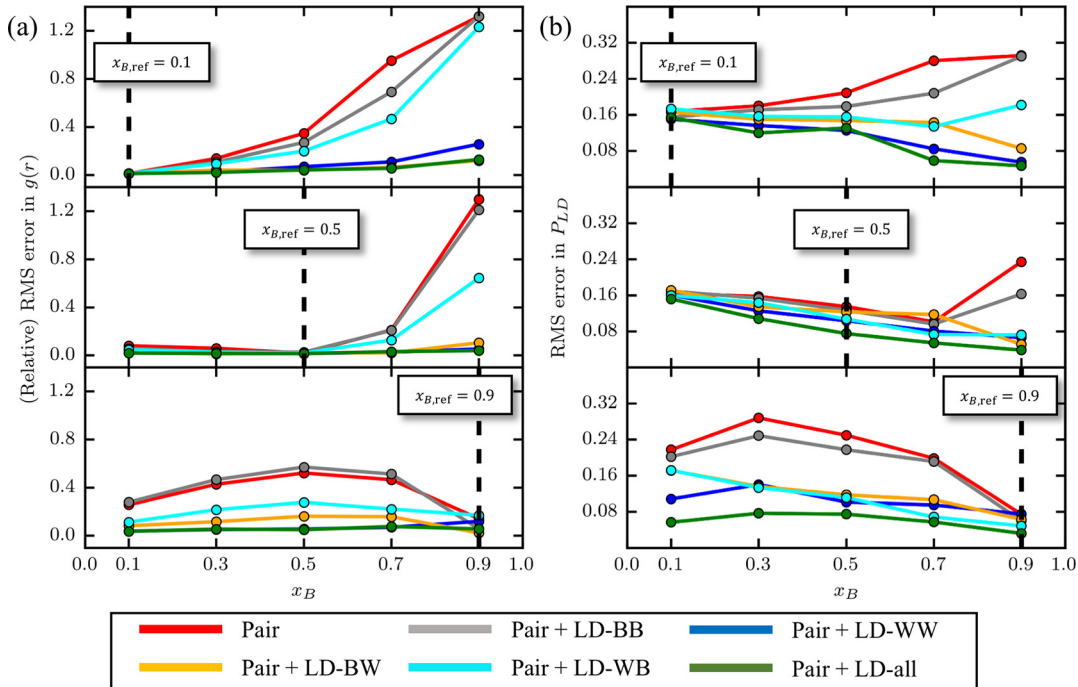 (a)
(b)
(Relative) RMS error in g(r)
1.2
0.8
0.4
0.0
x_{B,ref} = 0.1
1.2
0.8
0.4
0.0
x_{B,ref} = 0.5
1.2
0.8
0.4
0.0
x_{B,ref} = 0.9
0.0 0.1 0.3 0.5 0.7 0.9 1.0
x_B
RMS error in P_{LD}
0.32
0.24
0.16
0.08
x_{B,ref} = 0.1
0.32
0.24
0.16
0.08
x_{B,ref} = 0.5
0.32
0.24
0.16
0.08
0.00
x_{B,ref} = 0.9
0.0 0.1 0.3 0.5 0.7 0.9 1.0
x_B
Pair Pair + LD-BB Pair + LD-WW
Pair + LD-BW Pair + LD-WB Pair + LD-all